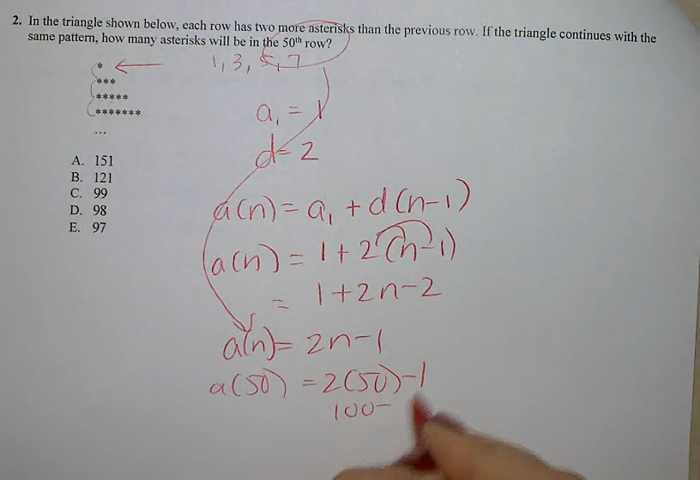 2. In the triangle shown below, each row has two more asterisks than the previous row. If the triangle continues with the
same pattern, how many asterisks will be in the 50th row?
1, 3, 5, 7
*
***
*****
*******
...
a₁ = 1
d = 2
A. 151
B. 121
C. 99
D. 98
E. 97
a(n) = a₁ + d(n-1)
a(n) = 1 + 2(n-1)
= 1+2n-2
a(n) = 2n-1
a(50) = 2(50)-1
100-